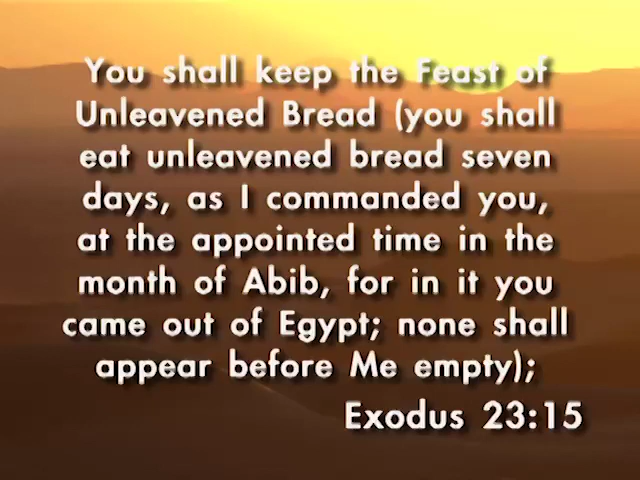 You shall keep the Feast of
Unleavened Bread (you shall
eat unleavened bread seven
days, as I commanded you,
at the appointed time in the
month of Abib, for in it you
came out of Egypt; none shall
appear before Me empty);
Exodus 23:15